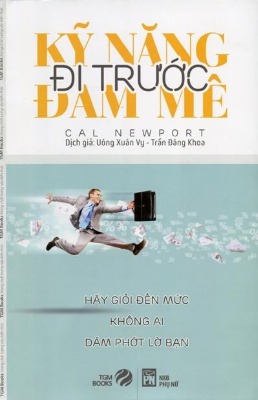 KỸ NĂNG
ĐI TRƯỚC
ĐAM MÊ
CAL NEWPORT
Dịch giả: Uông Xuân Vy - Trần Đăng Khoa
HÃY GIỎI ĐẾN MỨC
KHÔNG AI
DÁM PHỚT LỜ BẠN
TGM
BOOKS
NXB
PHỤ NỮ